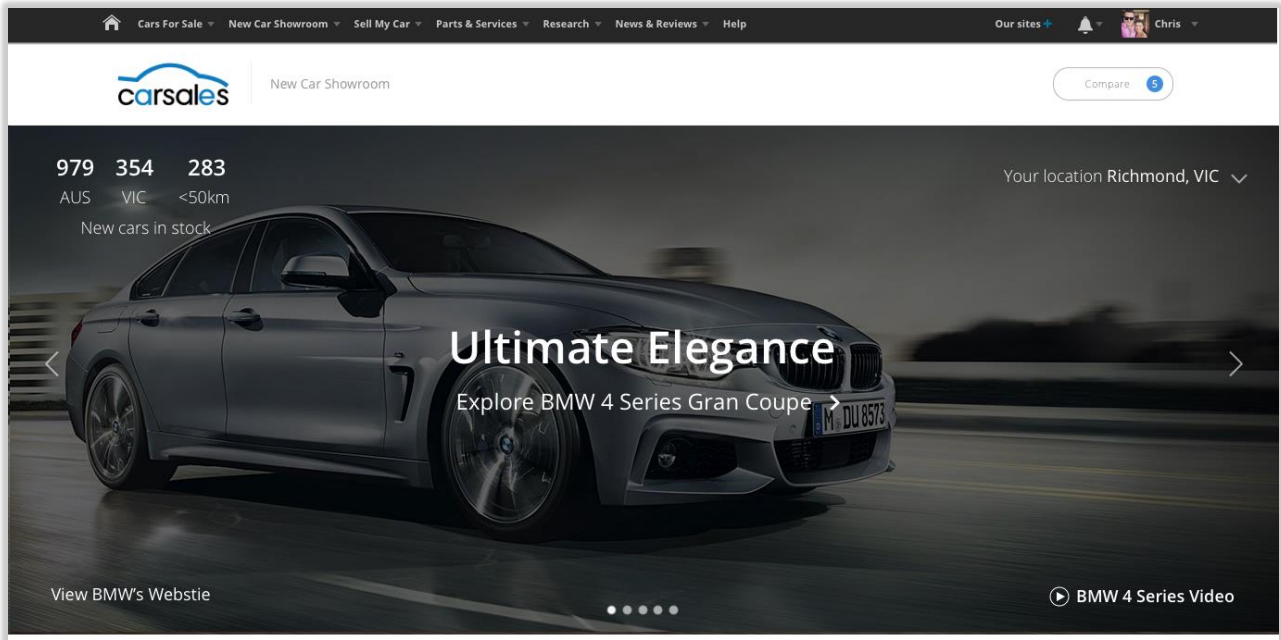 Cars For Sale New Car Showroom Sell My Car Parts & Services Research News & Reviews Help Our sites + Chris
carsales New Car Showroom Compare 5
979 354 283
AUS VIC <50km
New cars in stock
Your location Richmond, VIC
Ultimate Elegance
Explore BMW 4 Series Gran Coupe
M DU 8573
View BMW's Webstie
BMW 4 Series Video